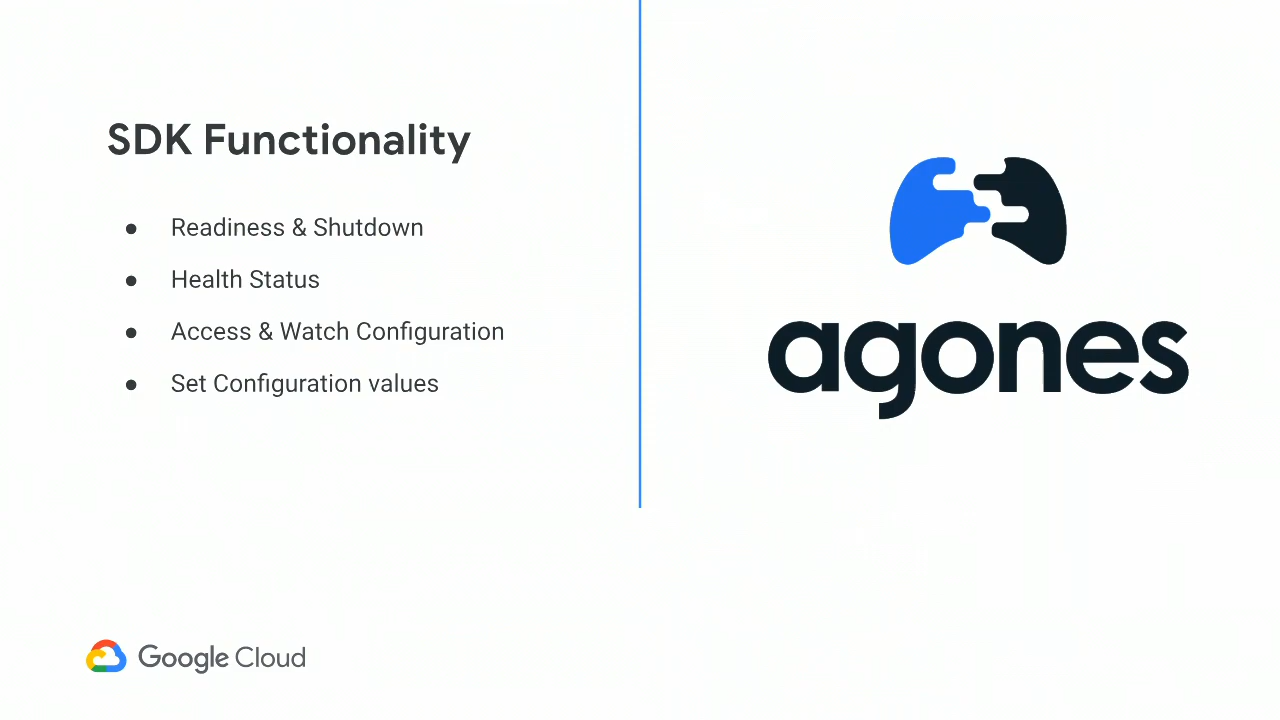 SDK Functionality
● Readiness & Shutdown
● Health Status
● Access & Watch Configuration
● Set Configuration values
agones
Google Cloud